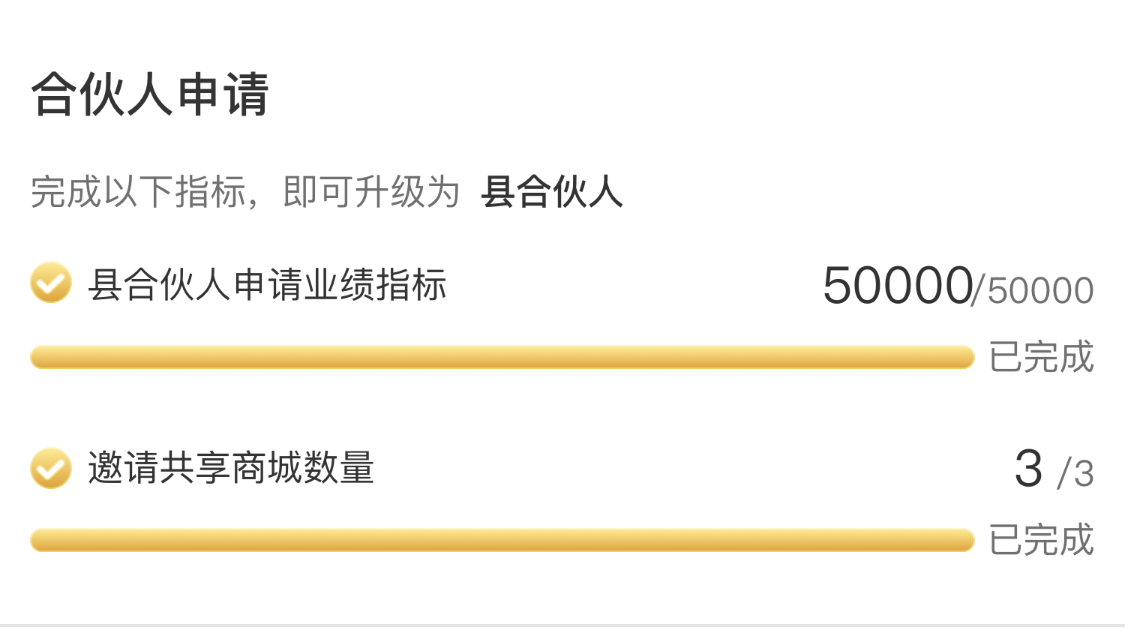 合伙人申请
完成以下指标，即可升级为 县合伙人
县合伙人申请业绩指标 50000/50000
已完成
邀请共享商城数量 3 /3
已完成